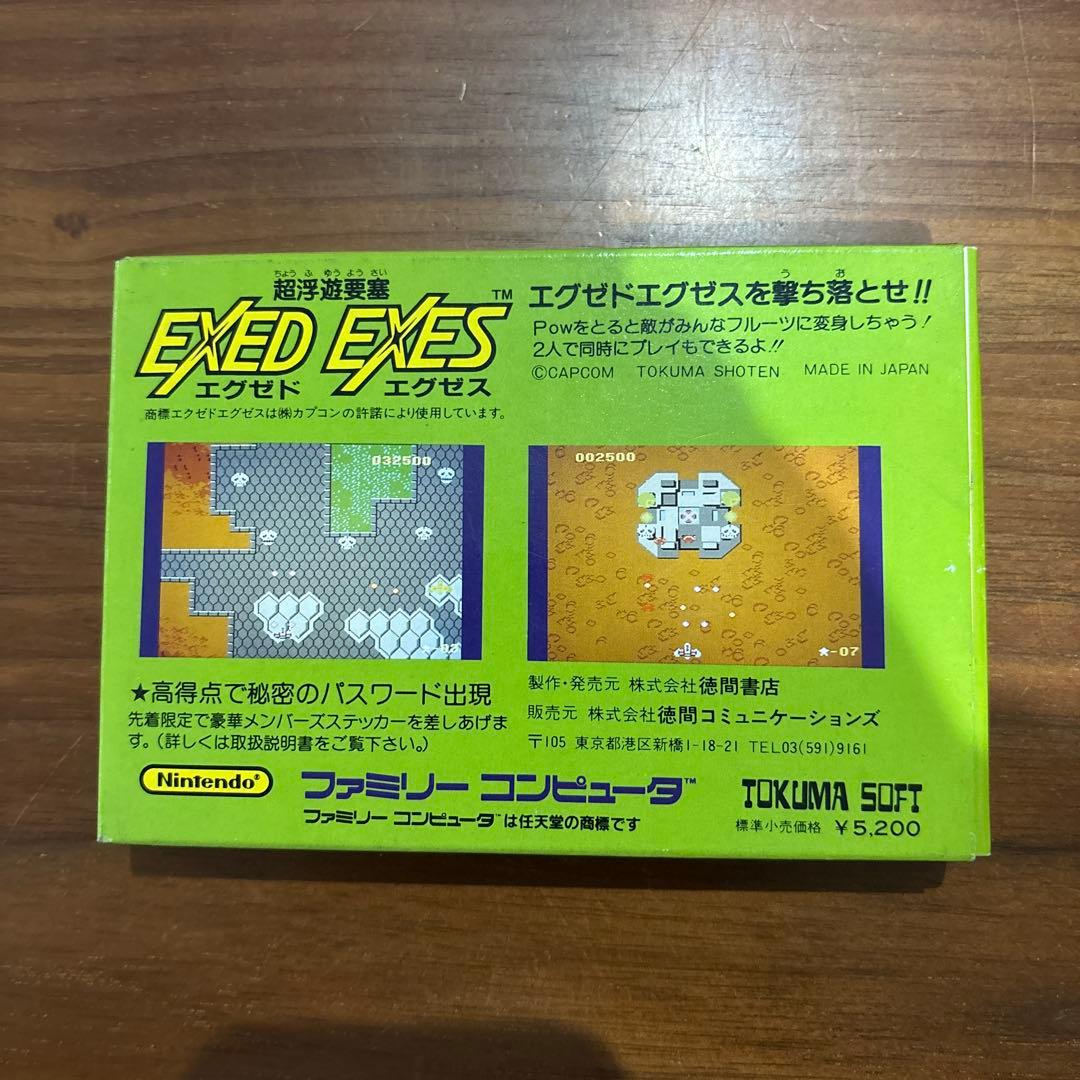 ちょう ふ ゆう よう さい
超浮遊要塞
EXED EXES™
エグゼド エグゼス
商標エクゼドエグゼスは㈱カプコンの許諾により使用しています。
う お
エグゼドエグゼスを撃ち落とせ!!
Powをとると敵がみんなフルーツに変身しちゃう!
2人で同時にプレイもできるよ!!
©CAPCOM TOKUMA SHOTEN MADE IN JAPAN
032500
002500
★-07
★高得点で秘密のパスワード出現
先着限定で豪華メンバーズステッカーを差しあげま
す。(詳しくは取扱説明書をご覧下さい。)
製作・発売元 株式会社徳間書店
販売元 株式会社徳間コミュニケーションズ
〒105 東京都港区新橋1-18-21 TEL03(591)9161
Nintendo®
ファミリー コンピュータ™
ファミリー コンピュータ™は任天堂の商標です
TOKUMA SOFT
標準小売価格 ¥5,200